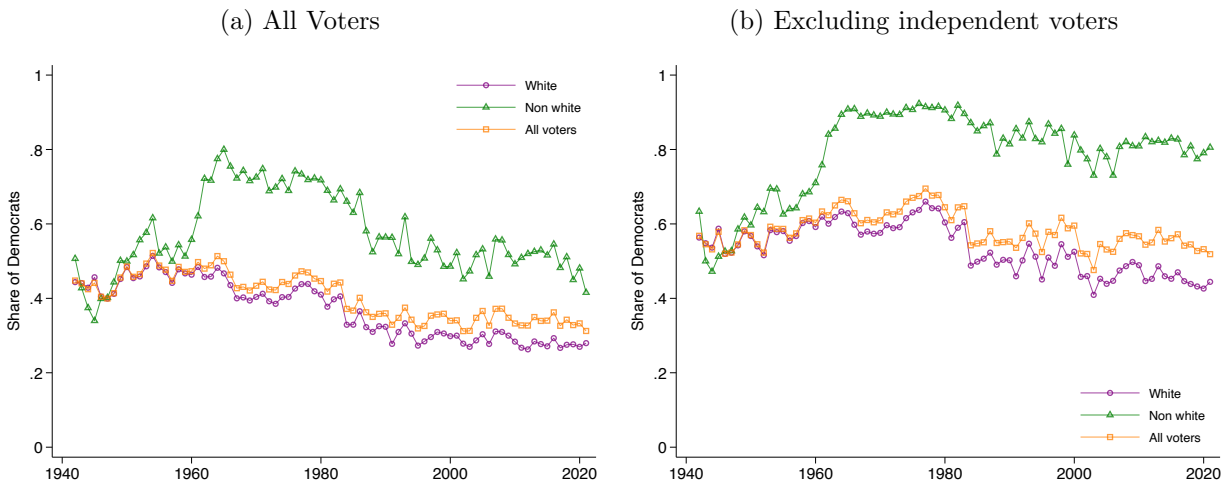 (a) All Voters
1
.8
.6
.4
.2
0
Share of Democrats
1940
1960
1980
2000
2020
White
Non white
All voters
(b) Excluding independent voters
1
.8
.6
.4
.2
0
Share of Democrats
1940
1960
1980
2000
2020
White
Non white
All voters